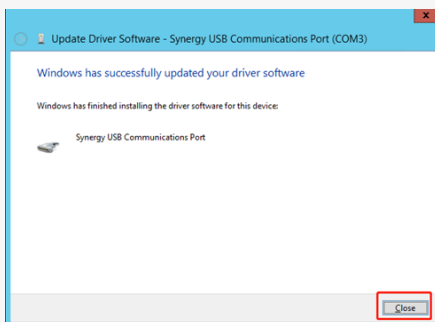 x
Update Driver Software - Synergy USB Communications Port (COM3)
Windows has successfully updated your driver software
Windows has finished installing the driver software for this device:
Synergy USB Communications Port
Close